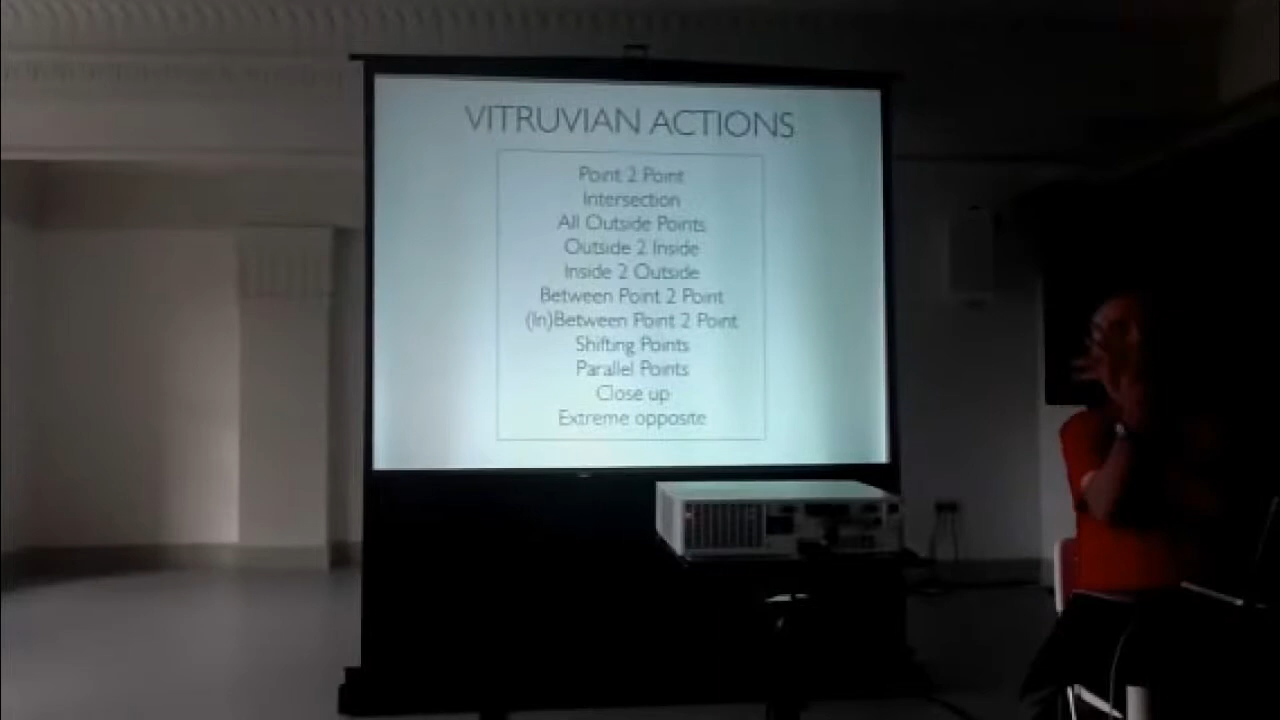 VITRUVIAN ACTIONS
Point 2 Point
Intersection
All Outside Points
Outside 2 Inside
Inside 2 Outside
Between Point 2 Point
(In)Between Point 2 Point
Shifting Points
Parallel Points
Close up
Extreme opposite